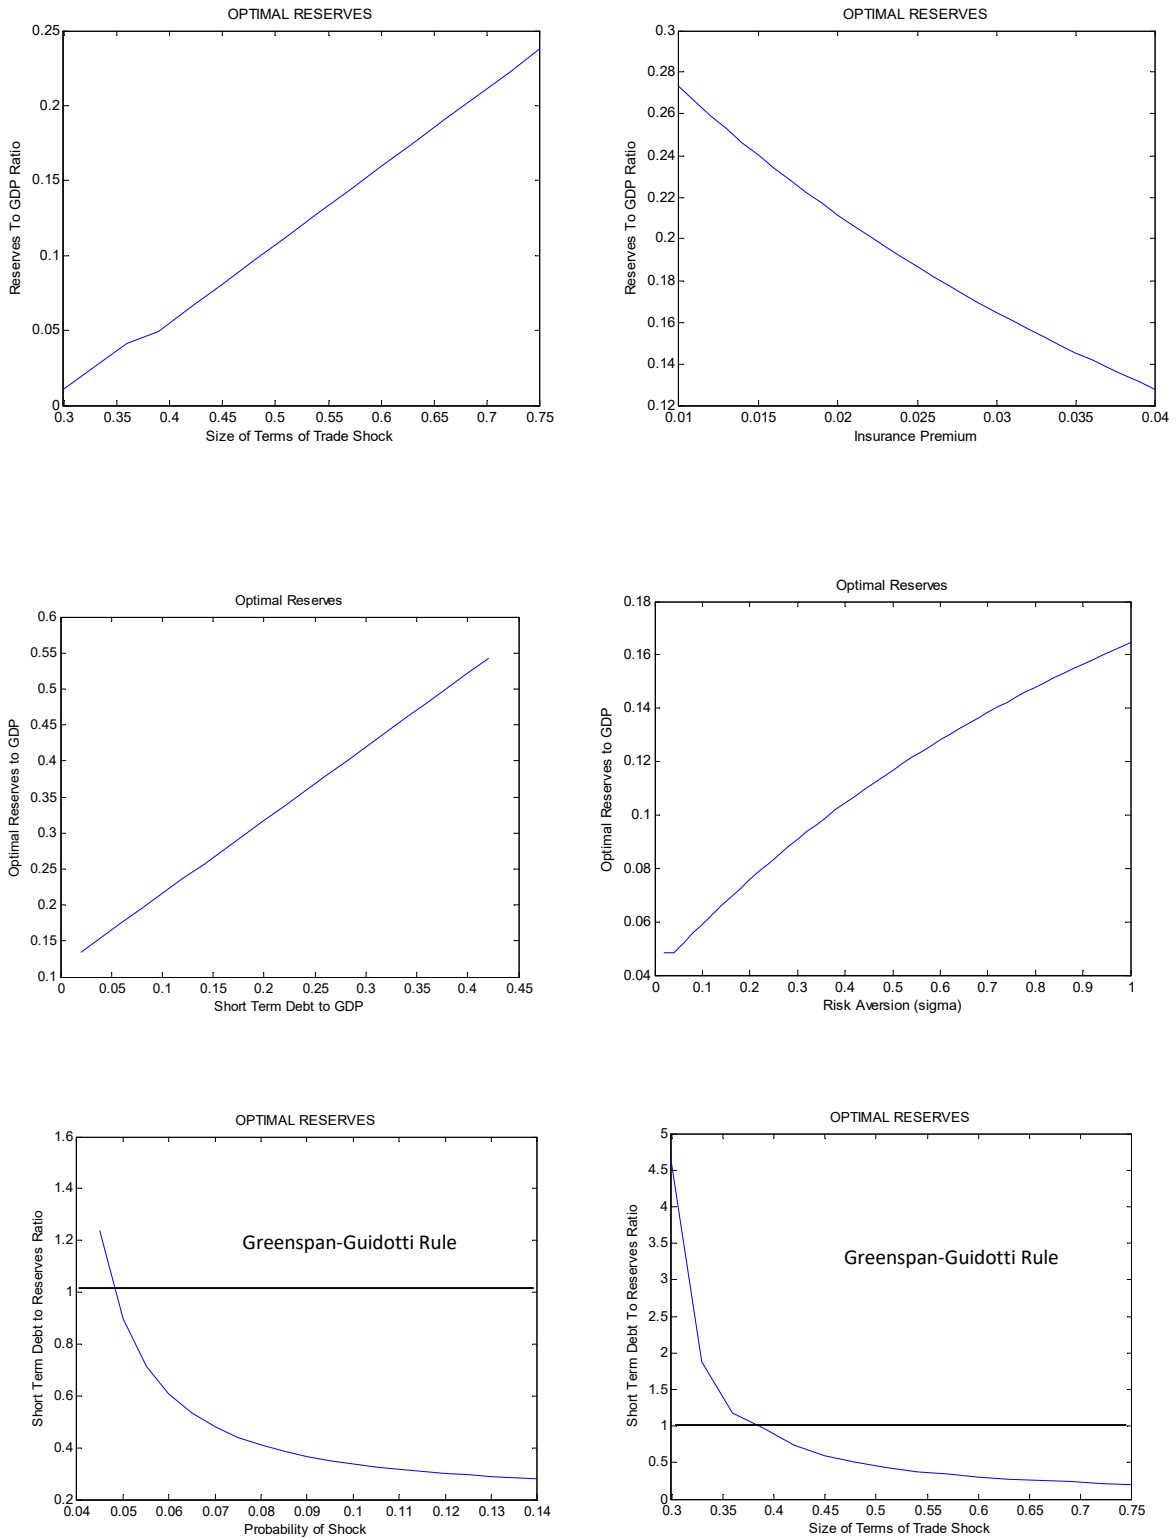 OPTIMAL RESERVES
0.25
0.2
0.15
0.1
0.05
0
Reserves To GDP Ratio
0.3 0.35 0.4 0.45 0.5 0.55 0.6 0.65 0.7 0.75
Size of Terms of Trade Shock
OPTIMAL RESERVES
0.3
0.28
0.26
0.24
0.22
0.2
0.18
0.16
0.14
0.12
Reserves To GDP Ratio
0.01 0.015 0.02 0.025 0.03 0.035 0.04
Insurance Premium
Optimal Reserves
0.6
0.55
0.5
0.45
0.4
0.35
0.3
0.25
0.2
0.15
0.1
Optimal Reserves to GDP
0 0.05 0.1 0.15 0.2 0.25 0.3 0.35 0.4 0.45
Short Term Debt to GDP
Optimal Reserves
0.18
0.16
0.14
0.12
0.1
0.08
0.06
0.04
Optimal Reserves to GDP
0 0.1 0.2 0.3 0.4 0.5 0.6 0.7 0.8 0.9 1
Risk Aversion (sigma)
OPTIMAL RESERVES
1.6
1.4
1.2
1
0.8
0.6
0.4
0.2
Short Term Debt to Reserves Ratio
Greenspan-Guidotti Rule
0.04 0.05 0.06 0.07 0.08 0.09 0.1 0.11 0.12 0.13 0.14
Probability of Shock
OPTIMAL RESERVES
5
4.5
4
3.5
3
2.5
2
1.5
1
0.5
0
Short Term Debt To Reserves Ratio
Greenspan-Guidotti Rule
0.3 0.35 0.4 0.45 0.5 0.55 0.6 0.65 0.7 0.75
Size of Terms of Trade Shock